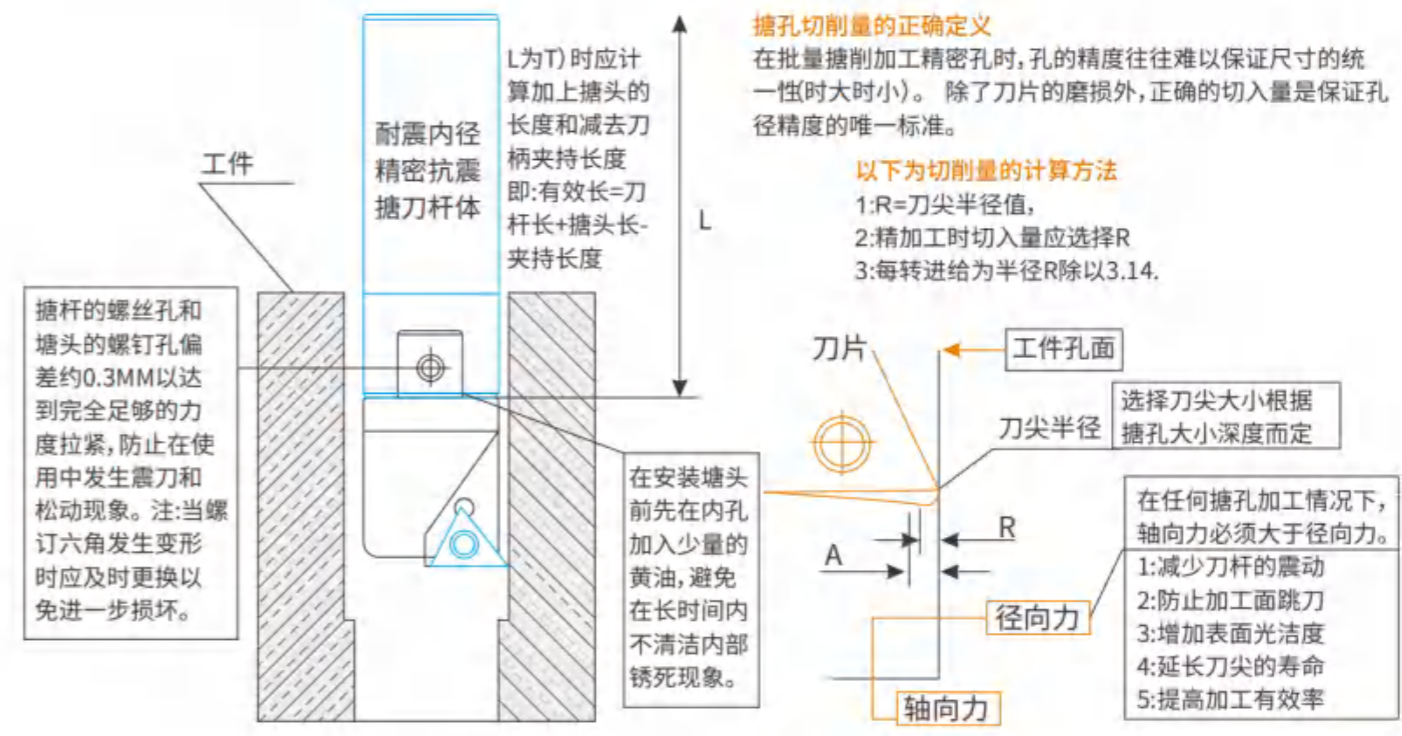 搪孔切削量的正确定义
在批量搪削加工精密孔时,孔的精度往往难以保证尺寸的统
一性(时大时小)。 除了刀片的磨损外,正确的切入量是保证孔
径精度的唯一标准。
以下为切削量的计算方法
1:R=刀尖半径值,
2:精加工时切入量应选择R
3:每转进给为半径R除以3.14.
L为T)时应计
算加上搪头的
长度和减去刀
柄夹持长度
即:有效长=刀
杆长+搪头长-
夹持长度
L
耐震内径
精密抗震
搪刀杆体
工件
搪杆的螺丝孔和
塘头的螺钉孔偏
差约0.3MM以达
到完全足够的力
度拉紧,防止在使
用中发生震刀和
松动现象。注:当螺
订六角发生变形
时应及时更换以
免进一步损坏。
在安装塘头
前先在内孔
加入少量的
黄油,避免
在长时间内
不清洁内部
锈死现象。
刀片
工件孔面
刀尖半径
选择刀尖大小根据
搪孔大小深度而定
R
A
径向力
轴向力
在任何搪孔加工情况下,
轴向力必须大于径向力。
1:减少刀杆的震动
2:防止加工面跳刀
3:增加表面光洁度
4:延长刀尖的寿命
5:提高加工有效率